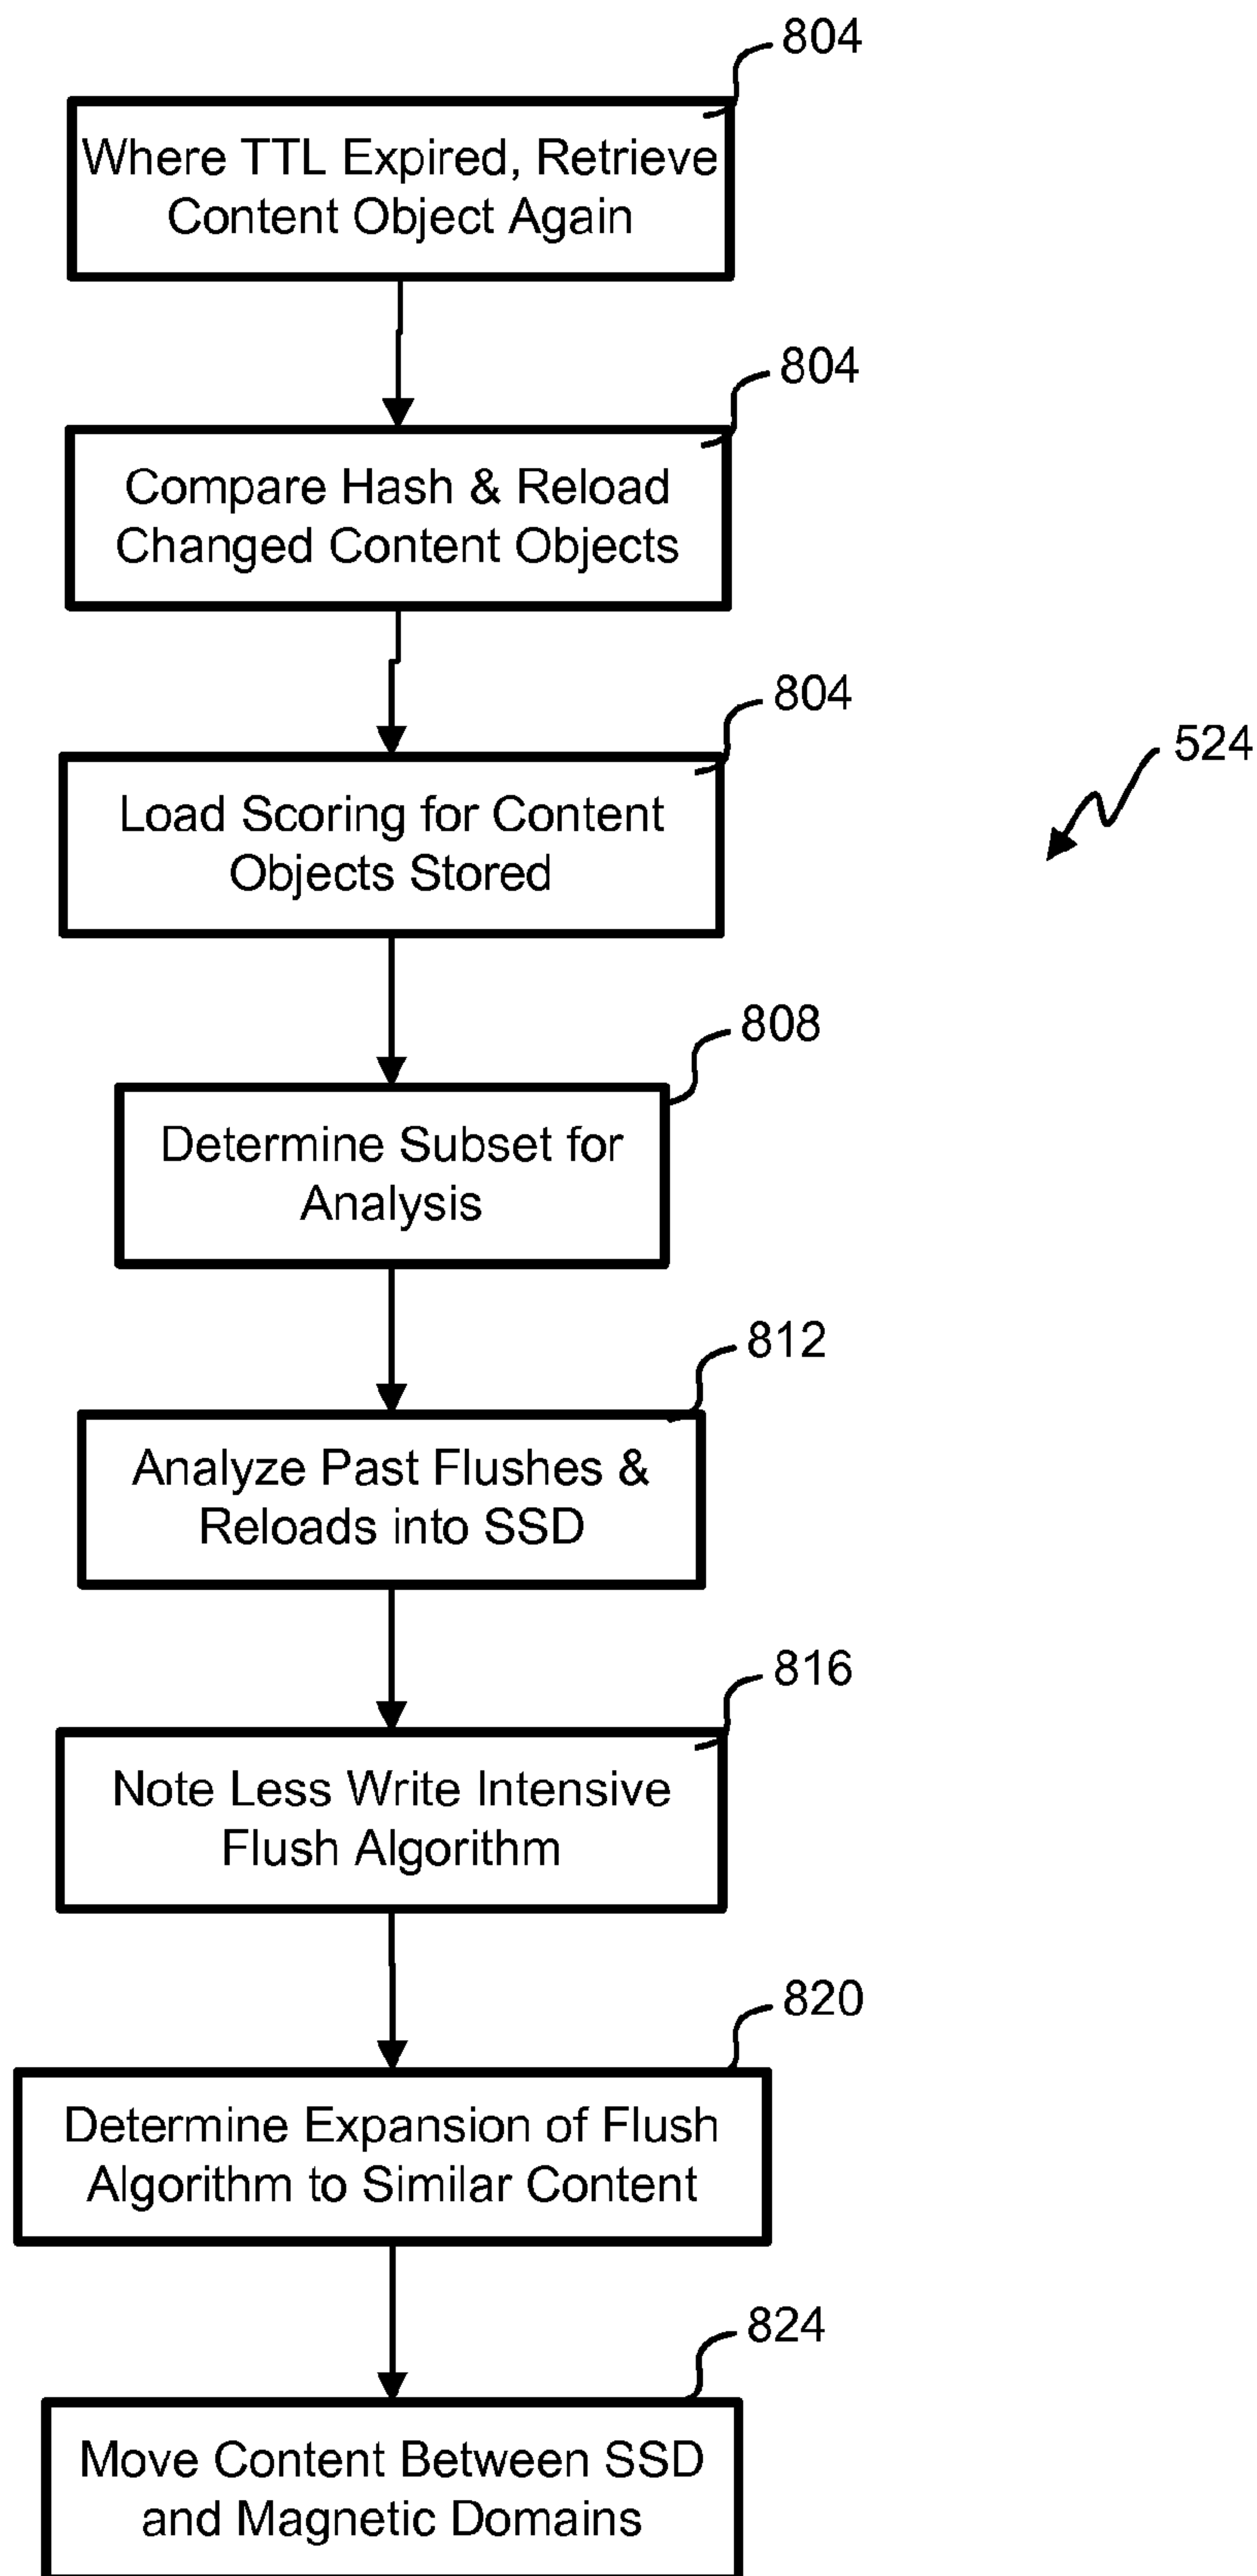 804
Where TTL Expired, Retrieve
Content Object Again
804
Compare Hash & Reload
Changed Content Objects
804
524
Load Scoring for Content
Objects Stored
808
Determine Subset for
Analysis
812
Analyze Past Flushes &
Reloads into SSD
816
Note Less Write Intensive
Flush Algorithm
820
Determine Expansion of Flush
Algorithm to Similar Content
824
Move Content Between SSD
and Magnetic Domains